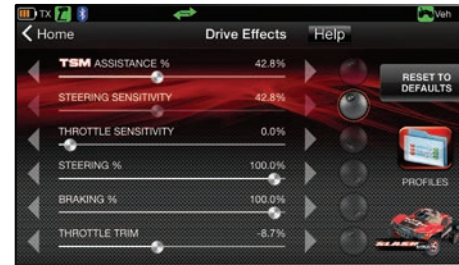 TX Veh
Home Drive Effects Help
TSM ASSISTANCE % 42.8%
RESET TO
DEFAULTS
STEERING SENSITIVITY 42.8%
THROTTLE SENSITIVITY 0.0%
STEERING % 100.0%
PROFILES
BRAKING % 100.0%
THROTTLE TRIM -8.7%
SLASH